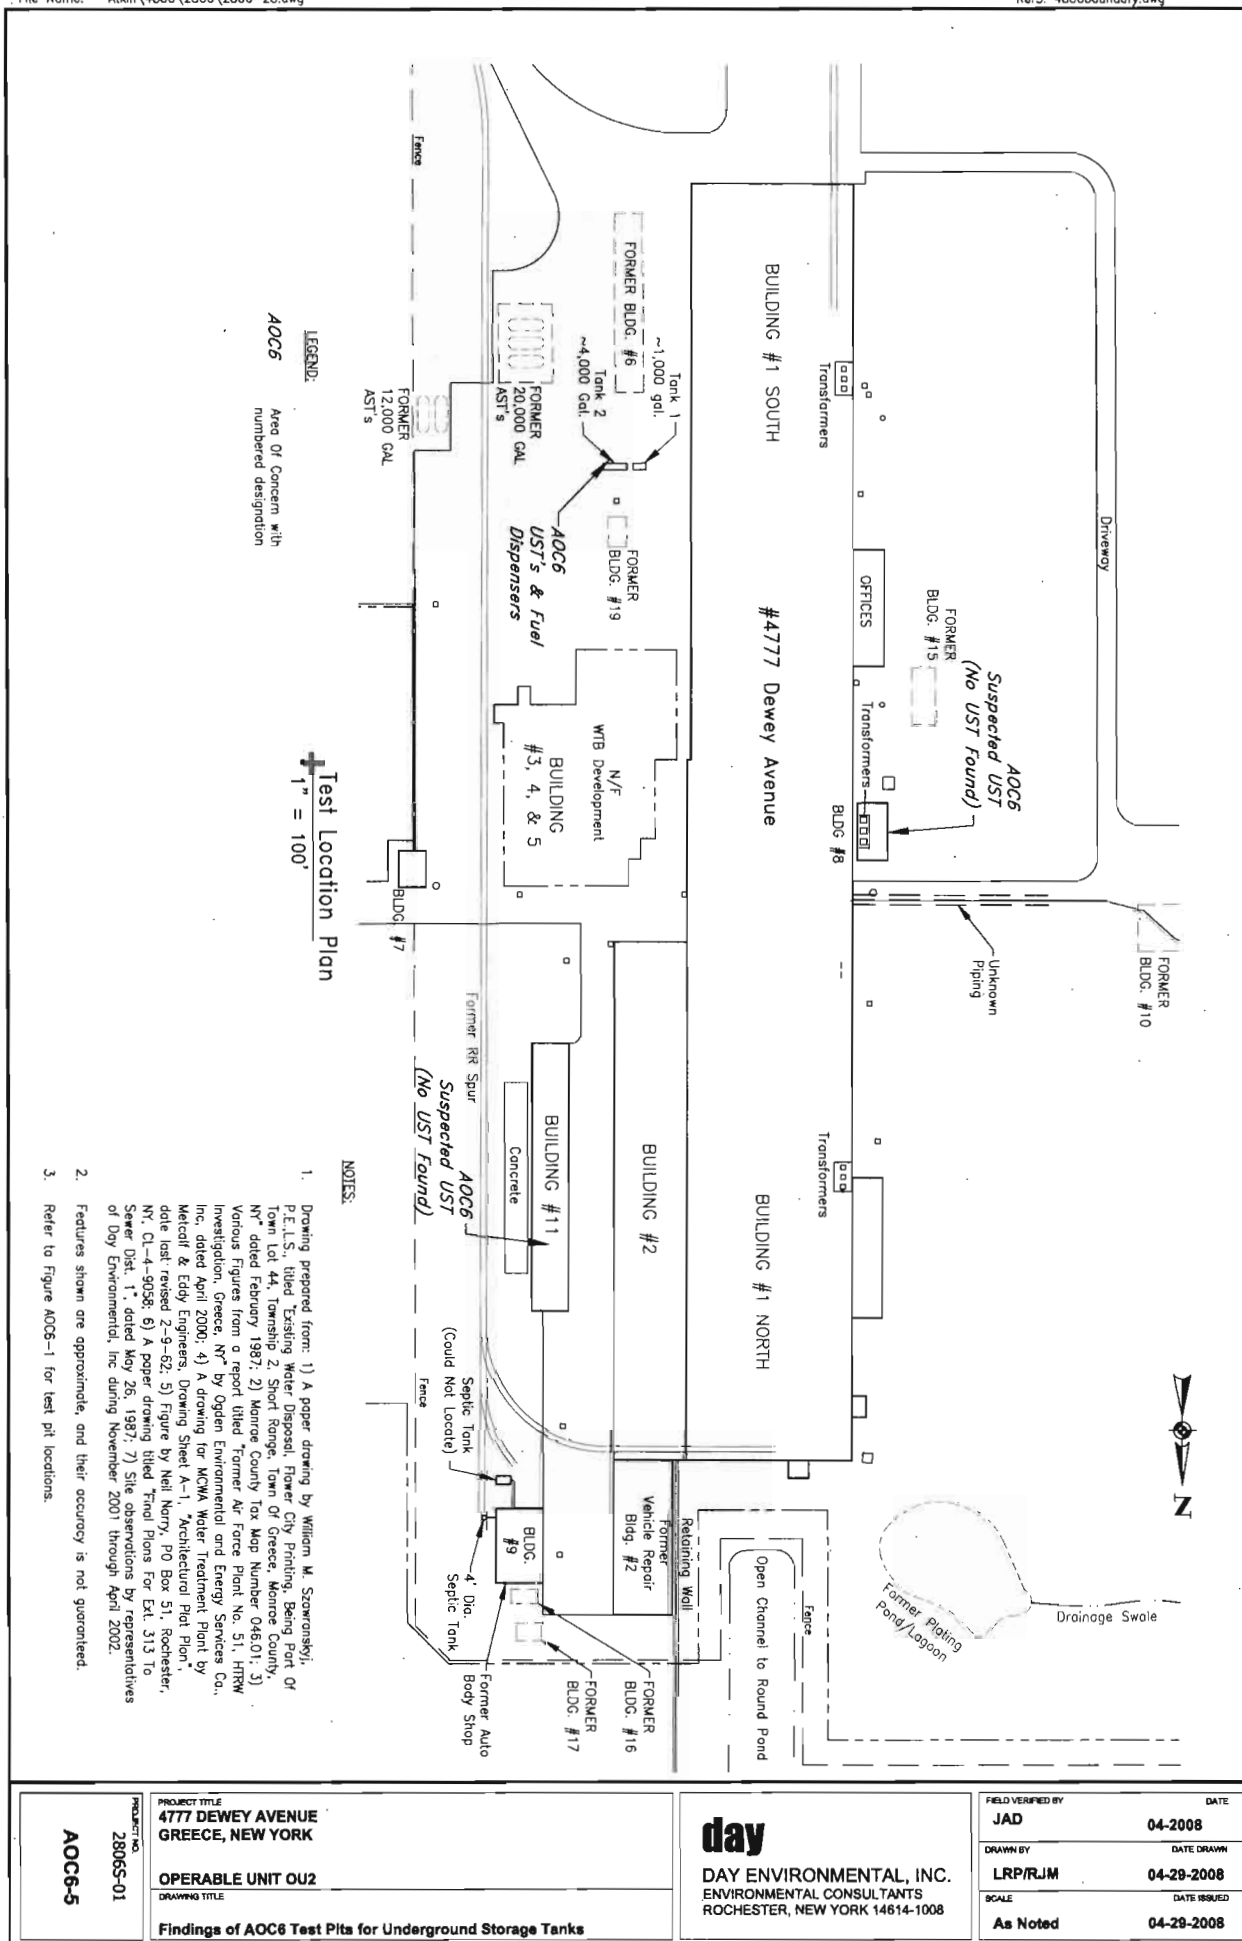 BUILDING #1 SOUTH
#4777 Dewey Avenue
BUILDING #1 NORTH
Driveway
Transformers
OFFICES
FORMER
BLDG. #15
AOC6
Suspected UST
(No UST Found)
Transformers
BLDG #8
Unknown
Piping
FORMER
BLDG. #10
Transformers
N
Former Plating
Pond/Lagoon
Drainage Swale
Open Channel to Round Pond
Fence
Retaining Wall
Former
Vehicle Repair
Bldg. #2
BUILDING #2
FORMER BLDG. #6
Tank 1
~1,000 gal.
Tank 2
~4,000 Gal.
FORMER
20,000 GAL
AST's
FORMER
12,000 GAL
AST's
Fence
AOC6
UST's & Fuel
Dispensers
FORMER
BLDG. #19
N/F
WTB Development
BUILDING
#3, 4, & 5
BLDG. #7
Former RR Spur
BUILDING #11
Concrete
AOC6
Suspected UST
(No UST Found)
Septic Tank
(Could Not Locate)
Fence
BLDG.
#9
4' Dia.
Septic Tank
Former Auto
Body Shop
FORMER
BLDG. #16
FORMER
BLDG. #17
LEGEND:
AOC6
Area Of Concern with
numbered designation
Test Location Plan
1" = 100'
NOTES:
1. Drawing prepared from: 1) A paper drawing by William M. Szawranskyj,
P.E.,L.S., titled "Existing Water Disposal, Flower City Printing, Being Part Of
Town Lot 44, Township 2, Short Range, Town Of Greece, Monroe County,
NY" dated February 1987; 2) Monroe County Tax Map Number 046.01; 3)
Various Figures from a report titled "Former Air Force Plant No. 51, HTRW
Investigation, Greece, NY" by Ogden Environmental and Energy Services Co.,
Inc, dated April 2000; 4) A drawing for MCWA Water Treatment Plant by
Metcalf & Eddy Engineers, Drawing Sheet A-1, "Architectural Plat Plan",
date last revised 2-9-62; 5) Figure by Neil Narry, PO Box 51, Rochester,
NY, CL-4-9058; 6) A paper drawing titled "Final Plans For Ext. 313 To
Sewer Dist. 1", dated May 26, 1987; 7) Site observations by representatives
of Day Environmental, Inc during November 2001 through April 2002.
2. Features shown are approximate, and their accuracy is not guaranteed.
3. Refer to Figure AOC6-1 for test pit locations.
PROJECT NO.
2806S-01
AOC6-5
PROJECT TITLE
4777 DEWEY AVENUE
GREECE, NEW YORK
OPERABLE UNIT OU2
DRAWING TITLE
Findings of AOC6 Test Pits for Underground Storage Tanks
day
DAY ENVIRONMENTAL, INC.
ENVIRONMENTAL CONSULTANTS
ROCHESTER, NEW YORK 14614-1008
FIELD VERIFIED BY
JAD
DATE
04-2008
DRAWN BY
LRP/RJM
DATE DRAWN
04-29-2008
SCALE
As Noted
DATE ISSUED
04-29-2008